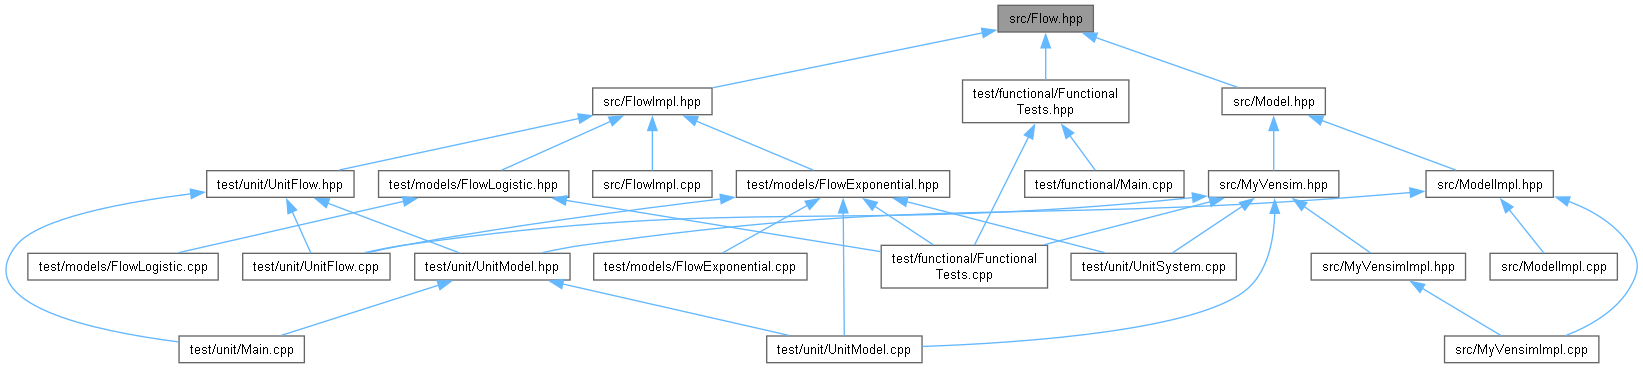 src/Flow.hpp
src/FlowImpl.hpp
test/functional/Functional
Tests.hpp
src/Model.hpp
test/unit/UnitFlow.hpp
test/models/FlowLogistic.hpp
src/FlowImpl.cpp
test/models/FlowExponential.hpp
test/functional/Main.cpp
src/MyVensim.hpp
src/ModelImpl.hpp
test/models/FlowLogistic.cpp
test/unit/UnitFlow.cpp
test/unit/UnitModel.hpp
test/models/FlowExponential.cpp
test/functional/Functional
Tests.cpp
test/unit/UnitSystem.cpp
src/MyVensimImpl.hpp
src/ModelImpl.cpp
test/unit/Main.cpp
test/unit/UnitModel.cpp
src/MyVensimImpl.cpp